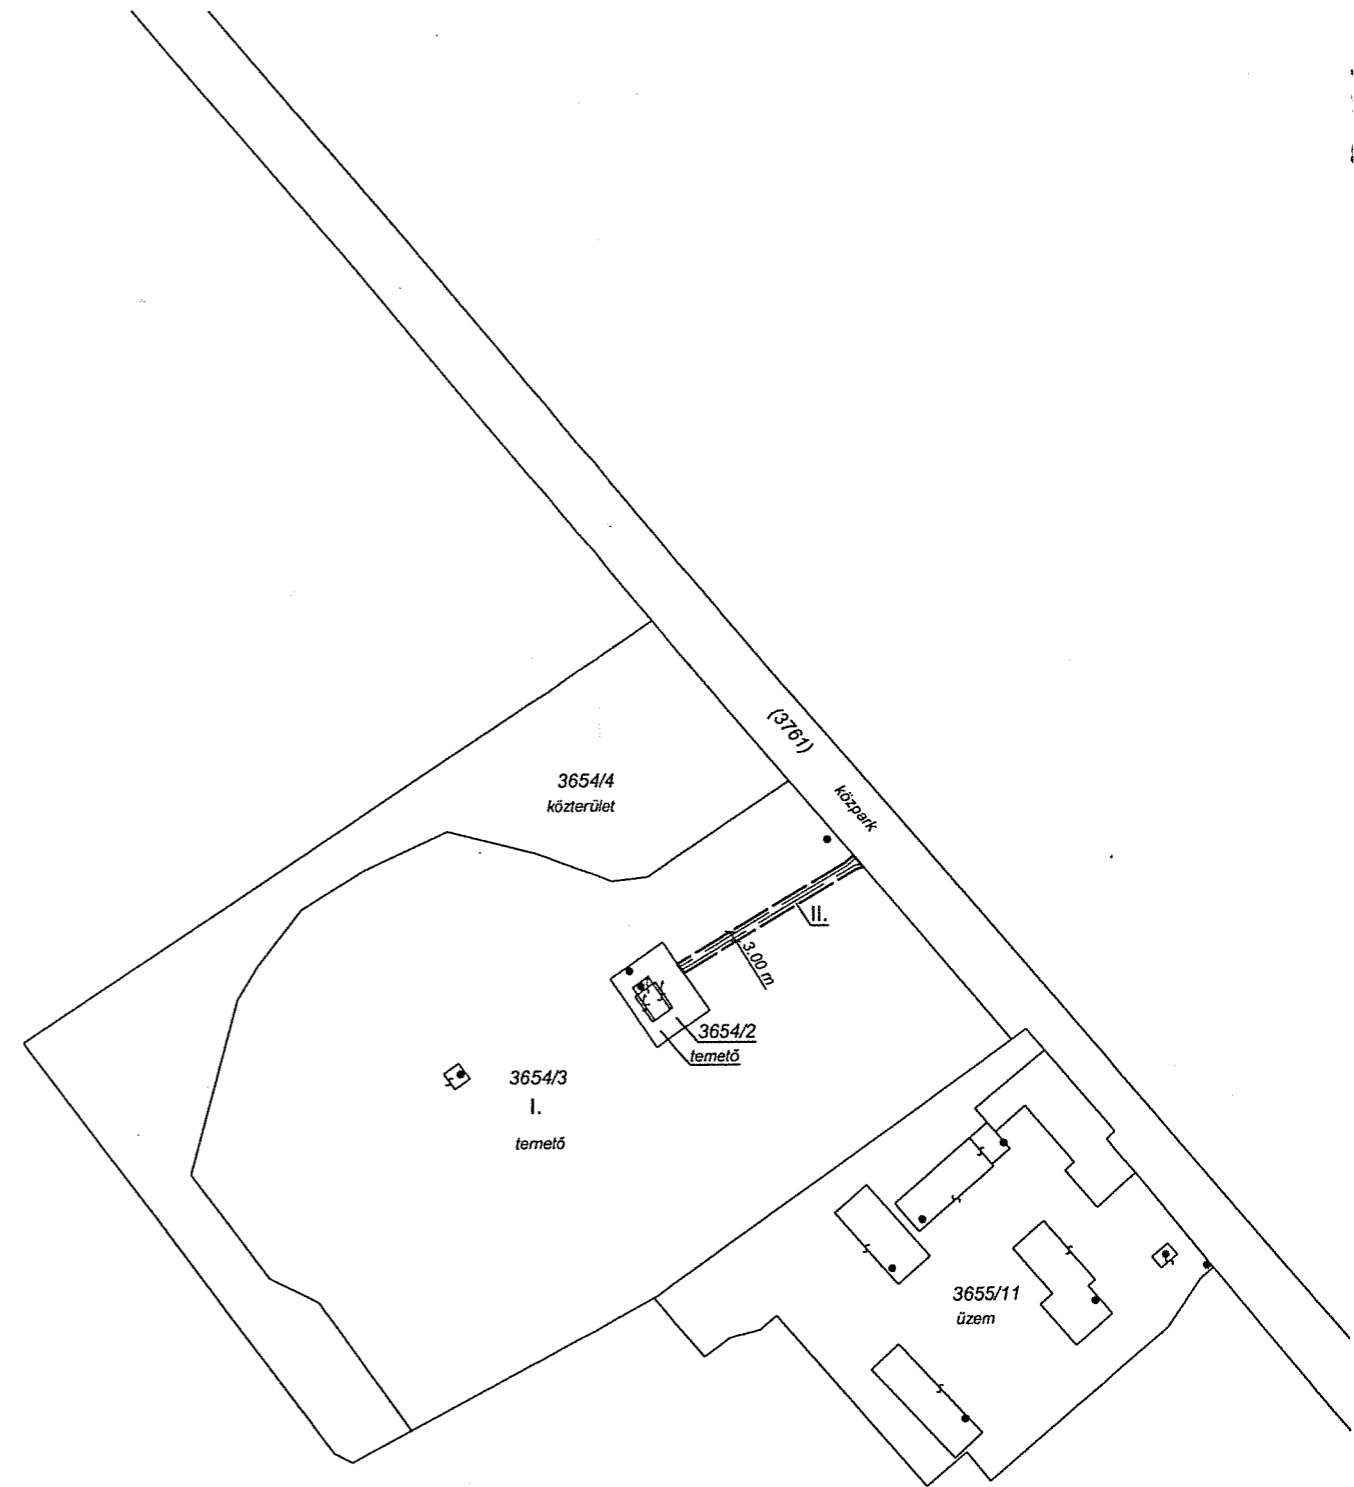 (3761)
közpark
3654/4
közterület
II.
3.00 m
3654/2
temető
3654/3
I.
temető
3655/11
üzem